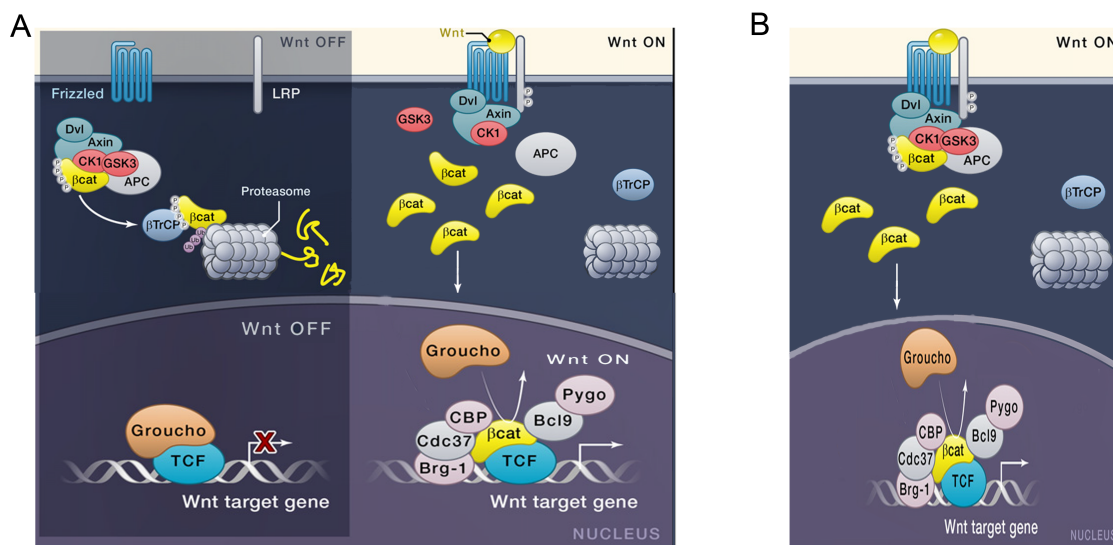 A
Wnt OFF
Frizzled
LRP
Dvl
Axin
CK1
GSK3
βcat
APC
P
P
P
P
βTrCP
P
P
P
βcat
Ub
Ub
Ub
Proteasome
Wnt OFF
Groucho
TCF
X
Wnt target gene
Wnt
Wnt ON
P
P
Dvl
Axin
CK1
GSK3
APC
βTrCP
βcat
βcat
βcat
βcat
Groucho
Wnt ON
Pygo
CBP
Bcl9
Cdc37
βcat
Brg-1
TCF
Wnt target gene
NUCLEUS
B
Wnt ON
P
P
Dvl
Axin
CK1
GSK3
βcat
APC
P
P
P
P
βTrCP
βcat
βcat
βcat
Groucho
Pygo
CBP
Bcl9
Cdc37
βcat
Brg-1
TCF
Wnt target gene
NUCLEUS